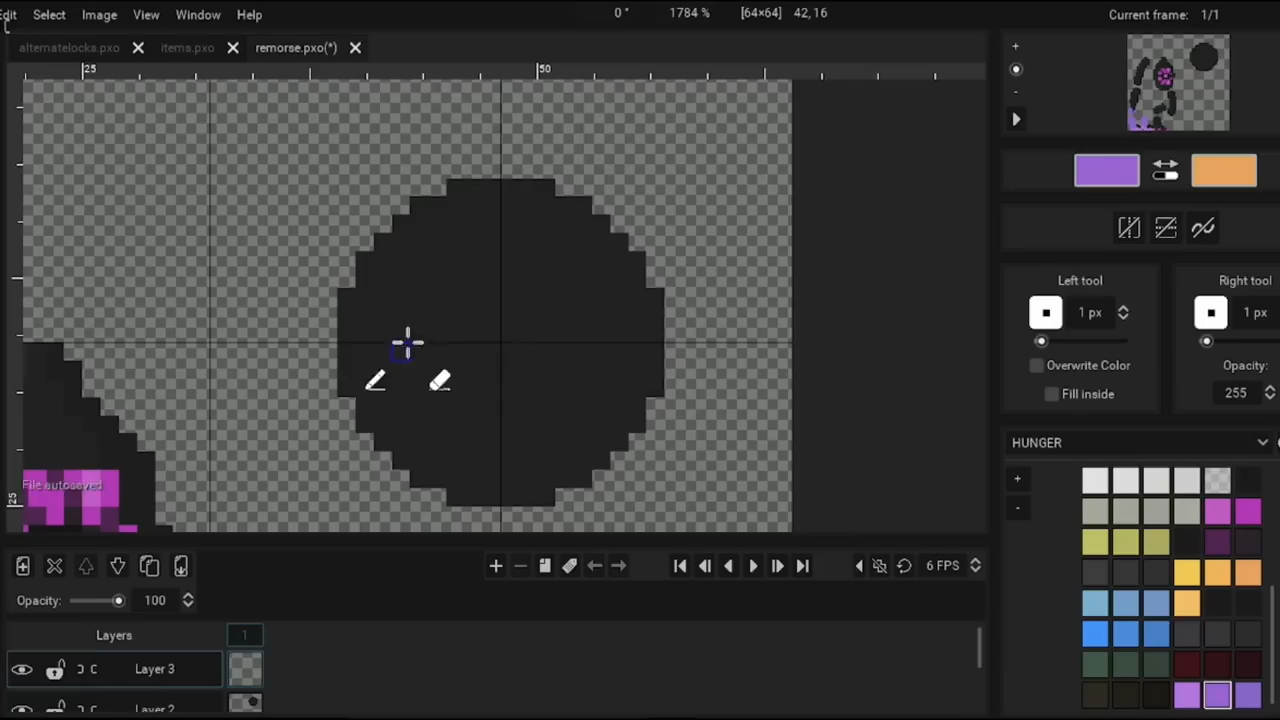 Edit Select Image View Window Help 0° 1784 % [64×64] 42,16 Current frame: 1/1
alternatelocks.pxo items.pxo remorse.pxo(*)
25 50
+
-
Left tool Right tool
1 px 1 px
Overwrite Color Opacity:
Fill inside 255
HUNGER
+
-
File autosaved
25
6 FPS
Opacity: 100
Layers 1
Layer 3
Layer 2